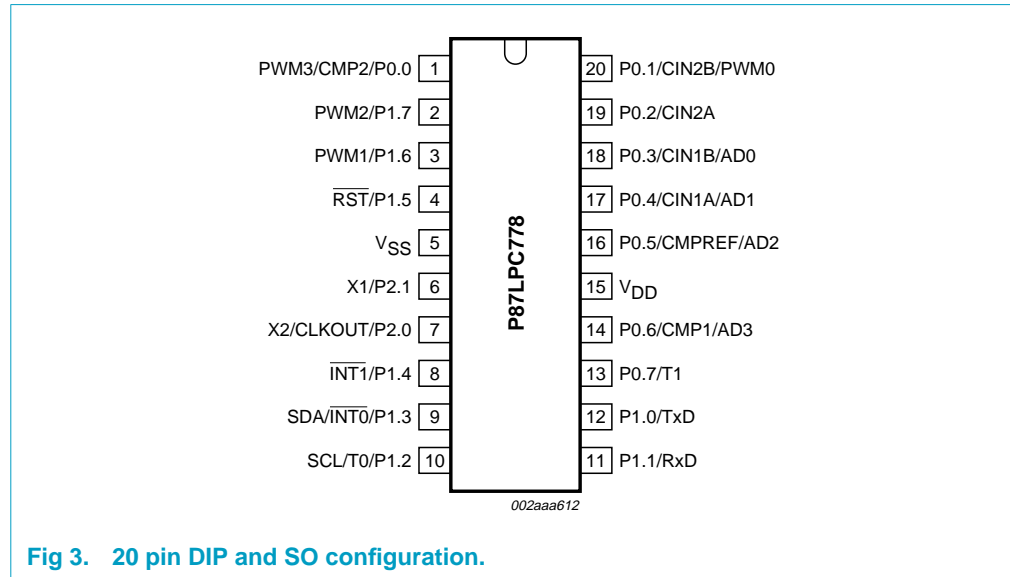 PWM3/CMP2/P0.0 1 20 P0.1/CIN2B/PWM0
PWM2/P1.7 2 19 P0.2/CIN2A
PWM1/P1.6 3 18 P0.3/CIN1B/AD0
R̅S̅T̅/P1.5 4 17 P0.4/CIN1A/AD1
VSS 5 16 P0.5/CMPREF/AD2
X1/P2.1 6 15 VDD
X2/CLKOUT/P2.0 7 14 P0.6/CMP1/AD3
I̅N̅T̅1̅/P1.4 8 13 P0.7/T1
SDA/I̅N̅T̅0̅/P1.3 9 12 P1.0/TxD
SCL/T0/P1.2 10 11 P1.1/RxD
P87LPC778
002aaa612
Fig 3. 20 pin DIP and SO configuration.